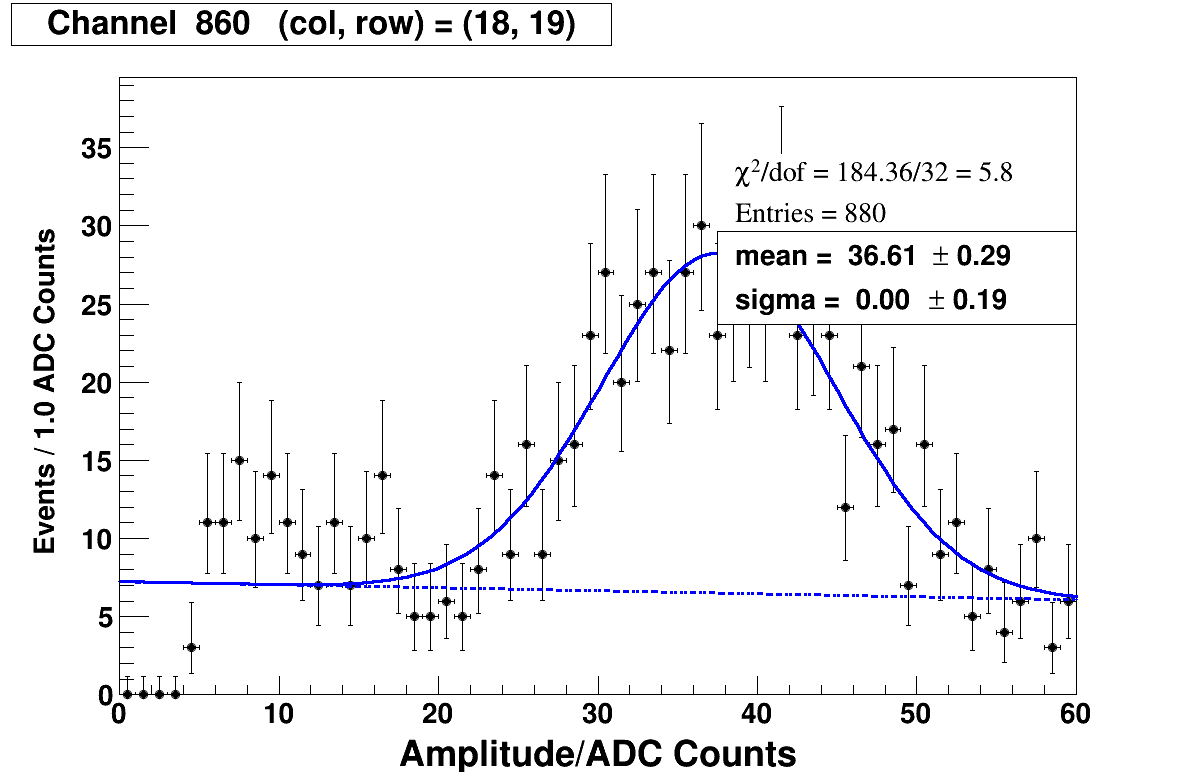 Channel 860 (col, row) = (18, 19)
χ²/dof = 184.36/32 = 5.8
Entries = 880
mean = 36.61 ± 0.29
sigma = 0.00 ± 0.19
Events / 1.0 ADC Counts
35
30
25
20
15
10
5
0
0 10 20 30 40 50 60
Amplitude/ADC Counts